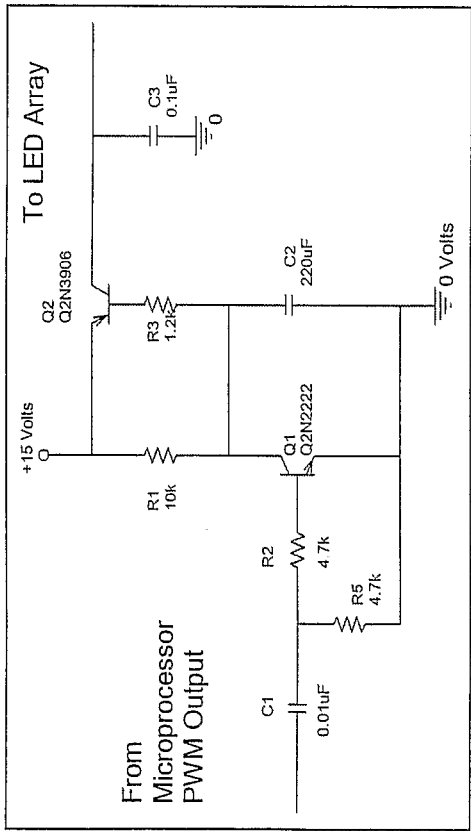 To LED Array
Q2
Q2N3906
C3
0.1uF
0
+15 Volts
R1
10k
R3
1.2k
C2
220uF
0 Volts
Q1
Q2N2222
R2
4.7k
R5
4.7k
C1
0.01uF
From
Microprocessor
PWM Output